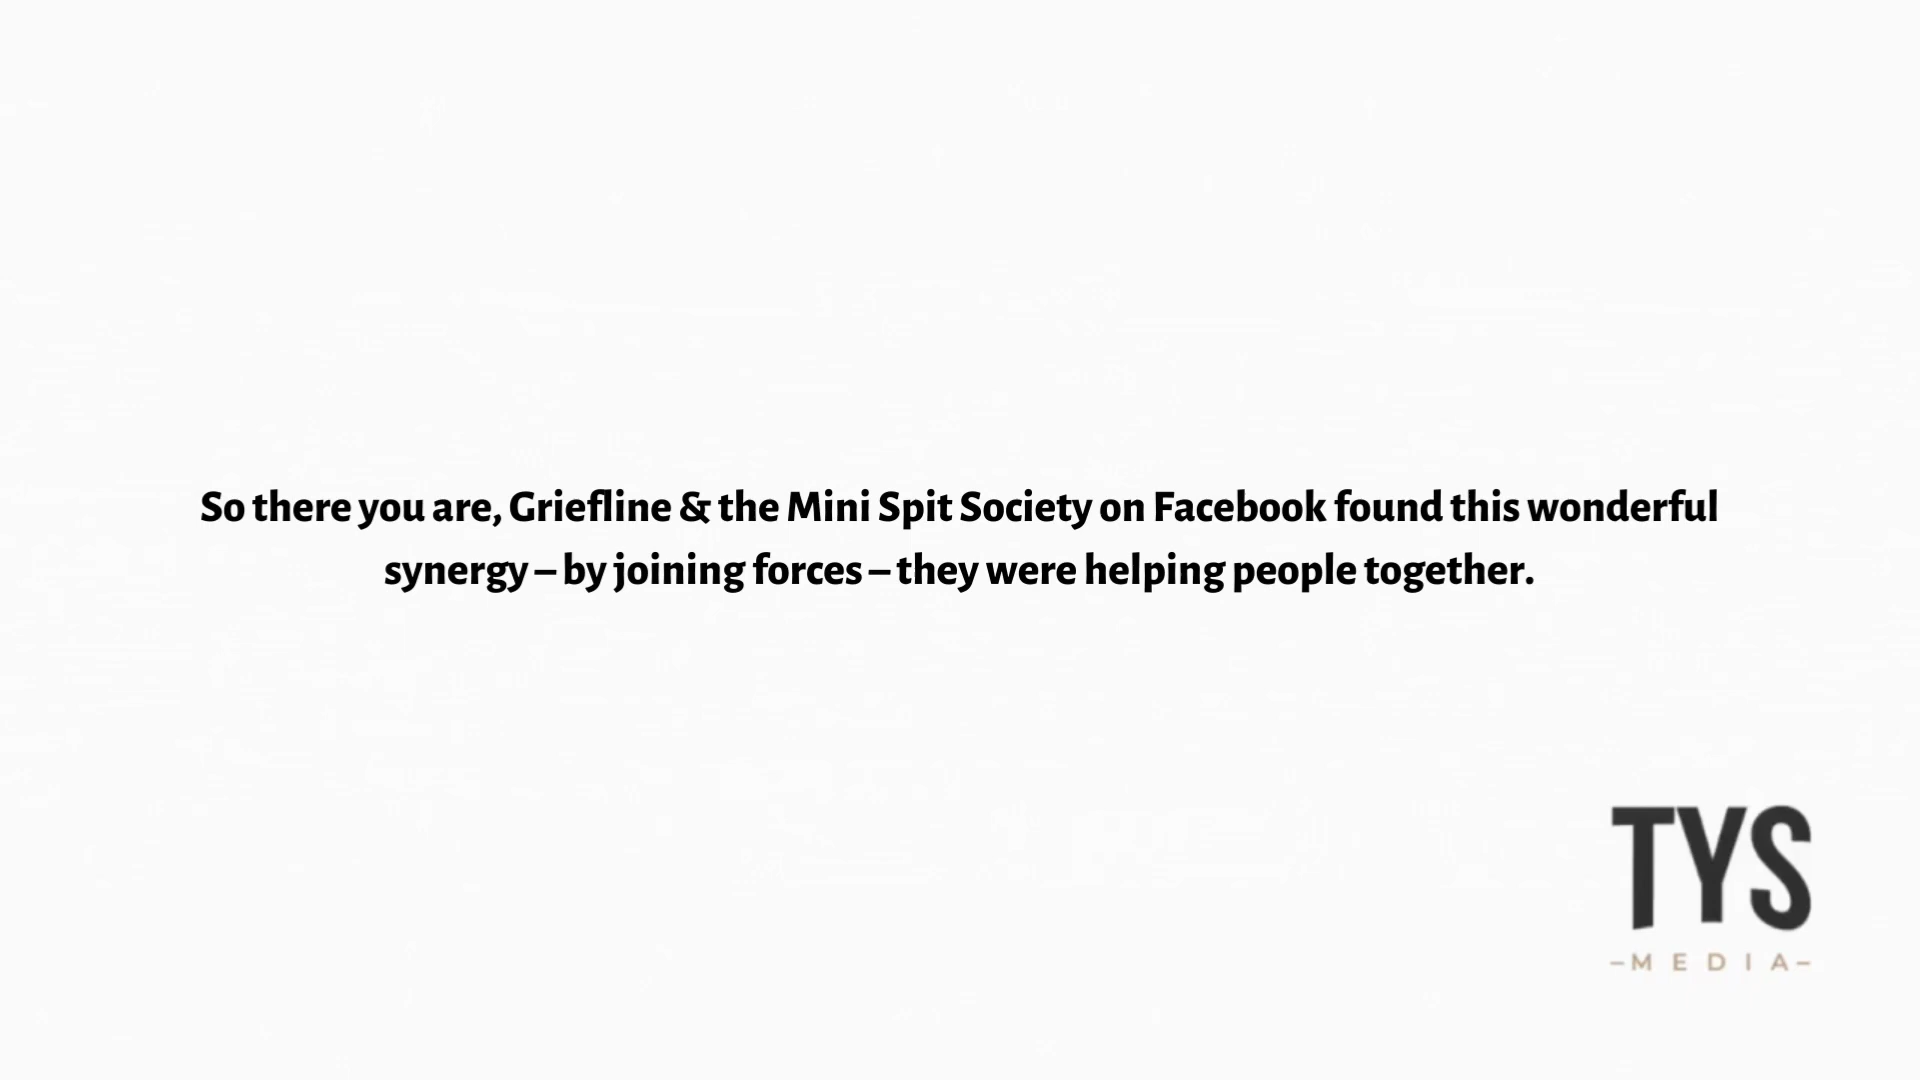 So there you are, Griefline & the Mini Spit Society on Facebook found this wonderful
synergy – by joining forces – they were helping people together.
TYS
–MEDIA–